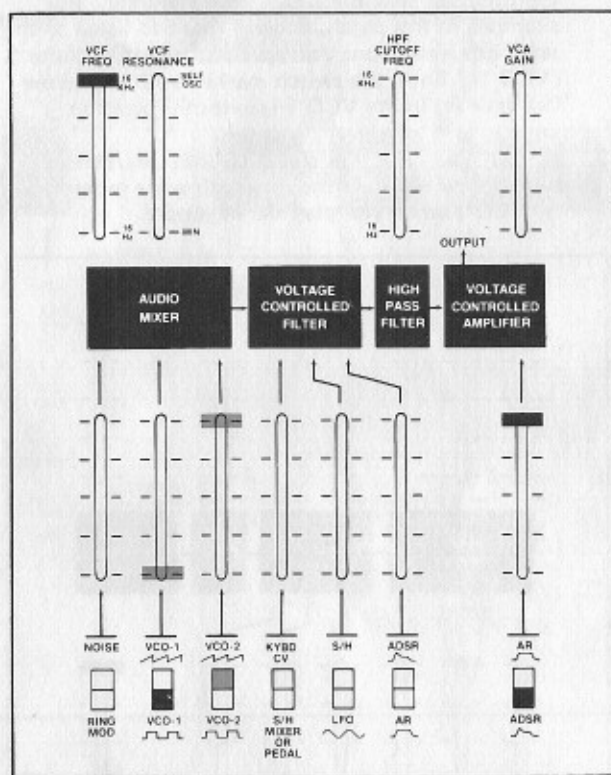 VCF FREQ
VCF RESONANCE
HPF CUTOFF FREQ
VCA GAIN
16 KHz
SELF OSC
16 KHz
16 Hz
MIN
16 Hz
OUTPUT
AUDIO MIXER
VOLTAGE CONTROLLED FILTER
HIGH PASS FILTER
VOLTAGE CONTROLLED AMPLIFIER
NOISE
VCO-1
VCO-2
KYBD CV
S/H
ADSR
AR
RING MOD
VCO-1
VCO-2
S/H MIXER OR PEDAL
LFO
AR
ADSR